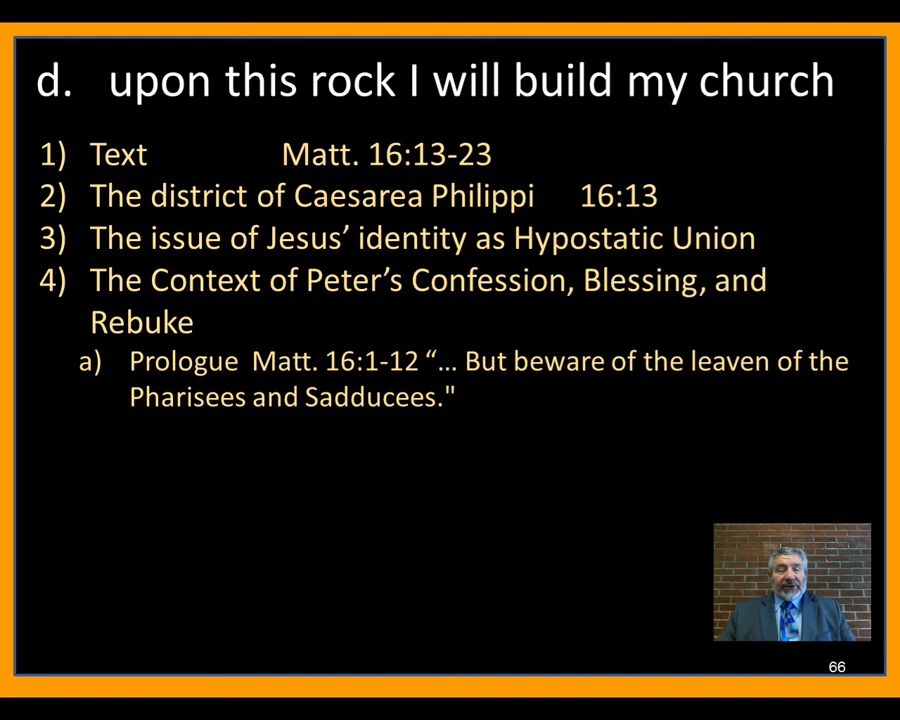 d. upon this rock I will build my church
1) Text Matt. 16:13-23
2) The district of Caesarea Philippi 16:13
3) The issue of Jesus’ identity as Hypostatic Union
4) The Context of Peter’s Confession, Blessing, and
Rebuke
a) Prologue Matt. 16:1-12 “… But beware of the leaven of the
Pharisees and Sadducees."
66